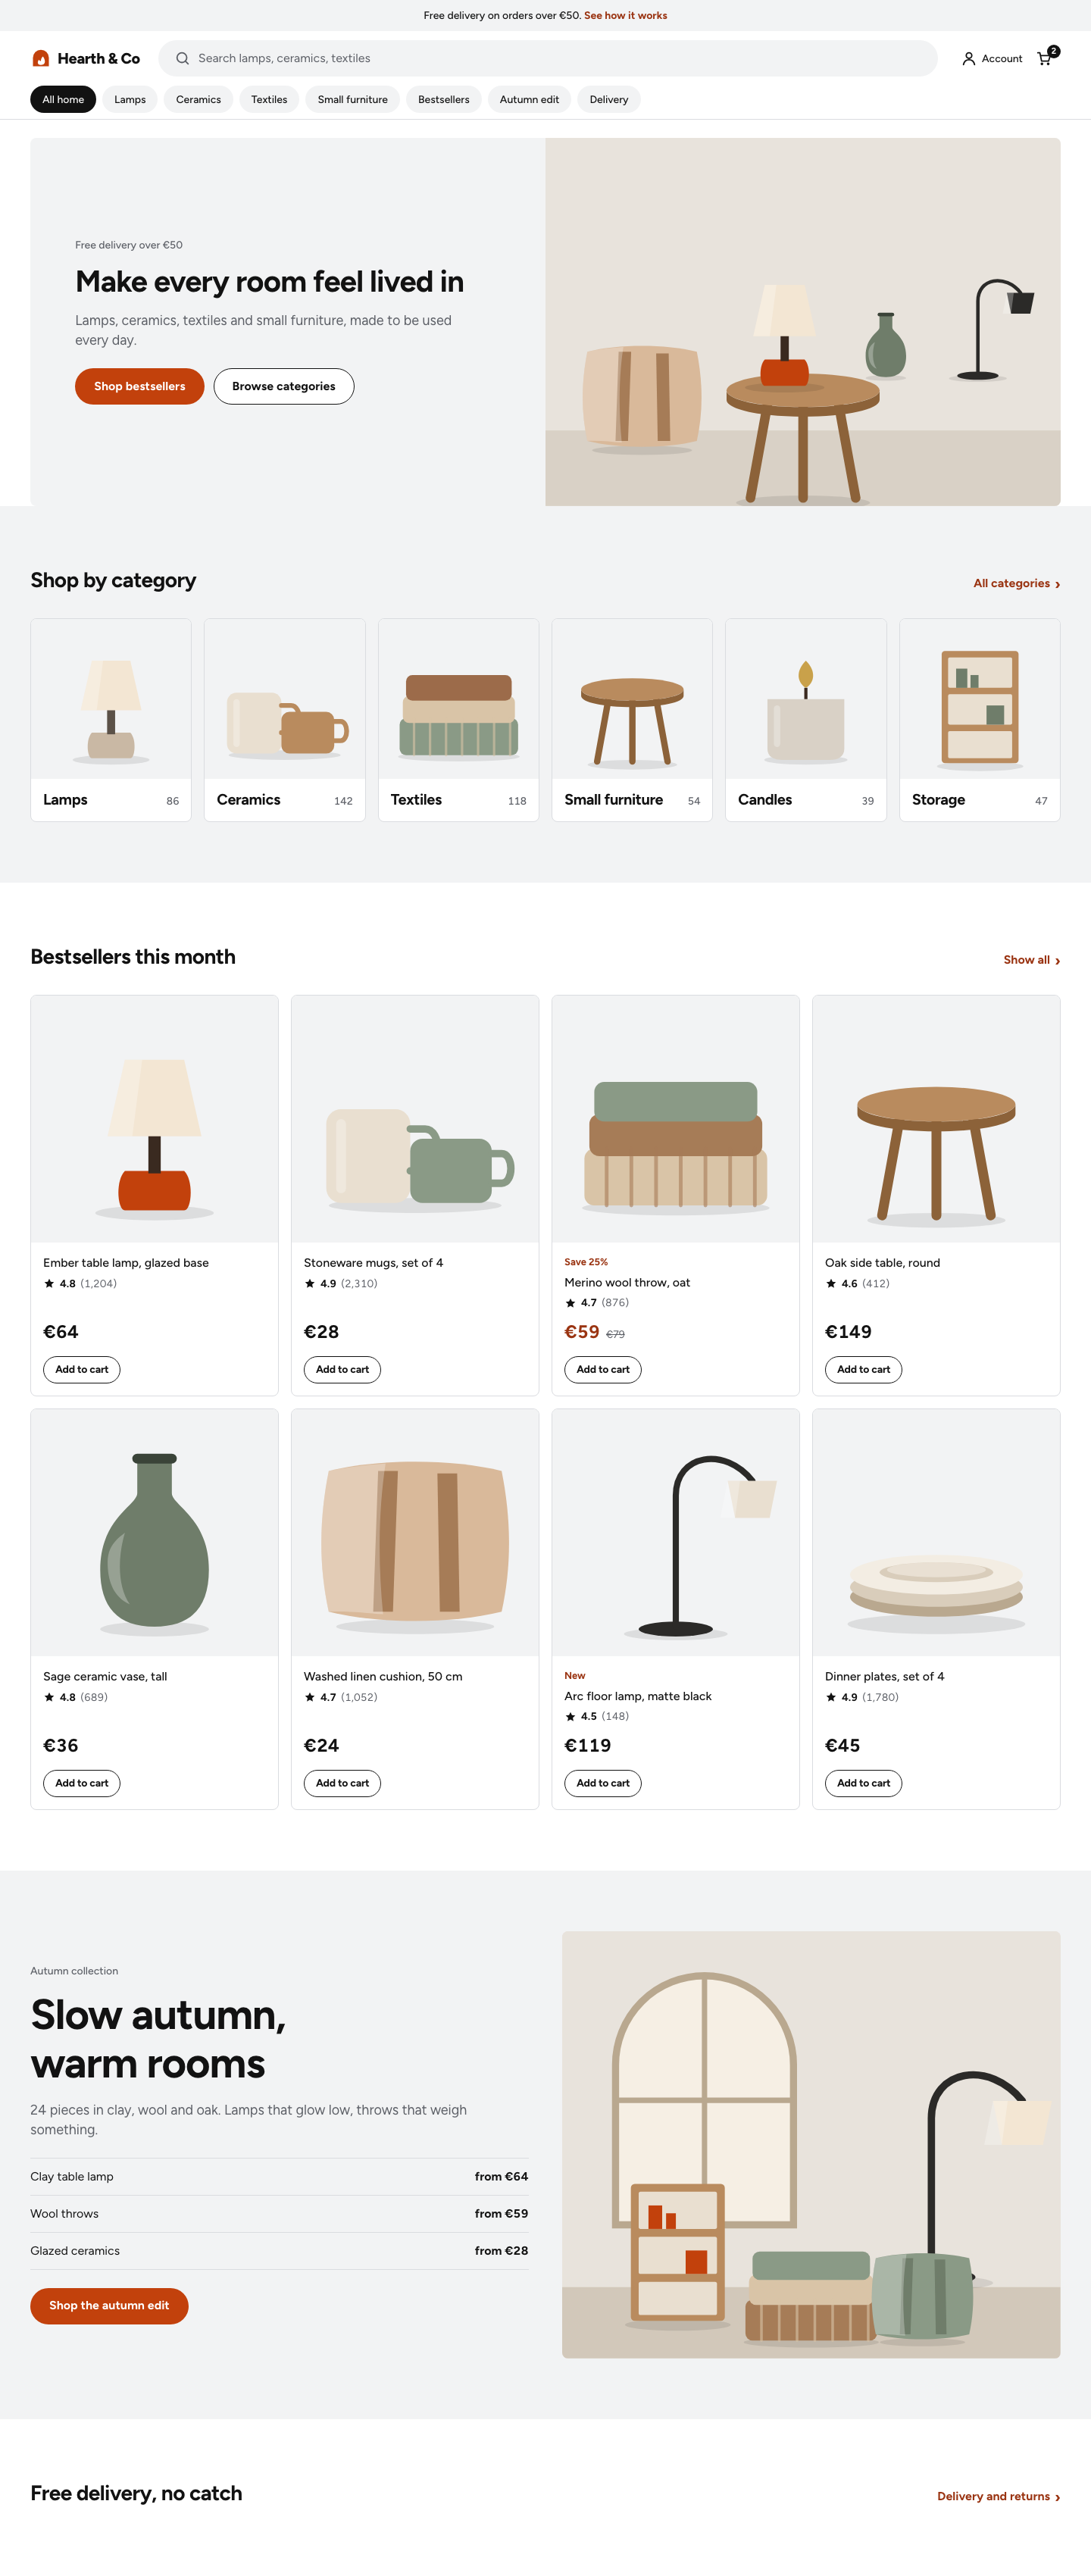 Free delivery on orders over €50. See how it works
Hearth & Co
Search lamps, ceramics, textiles
Account
2
All home
Lamps
Ceramics
Textiles
Small furniture
Bestsellers
Autumn edit
Delivery
Free delivery over €50
Make every room feel lived in
Lamps, ceramics, textiles and small furniture, made to be used
every day.
Shop bestsellers
Browse categories
Shop by category
All categories ›
Lamps 86
Ceramics 142
Textiles 118
Small furniture 54
Candles 39
Storage 47
Bestsellers this month
Show all ›
Ember table lamp, glazed base
★ 4.8 (1,204)
€64
Add to cart
Stoneware mugs, set of 4
★ 4.9 (2,310)
€28
Add to cart
Save 25%
Merino wool throw, oat
★ 4.7 (876)
€59 €79
Add to cart
Oak side table, round
★ 4.6 (412)
€149
Add to cart
Sage ceramic vase, tall
★ 4.8 (689)
€36
Add to cart
Washed linen cushion, 50 cm
★ 4.7 (1,052)
€24
Add to cart
New
Arc floor lamp, matte black
★ 4.5 (148)
€119
Add to cart
Dinner plates, set of 4
★ 4.9 (1,780)
€45
Add to cart
Autumn collection
Slow autumn,
warm rooms
24 pieces in clay, wool and oak. Lamps that glow low, throws that weigh
something.
Clay table lamp from €64
Wool throws from €59
Glazed ceramics from €28
Shop the autumn edit
Free delivery, no catch
Delivery and returns ›